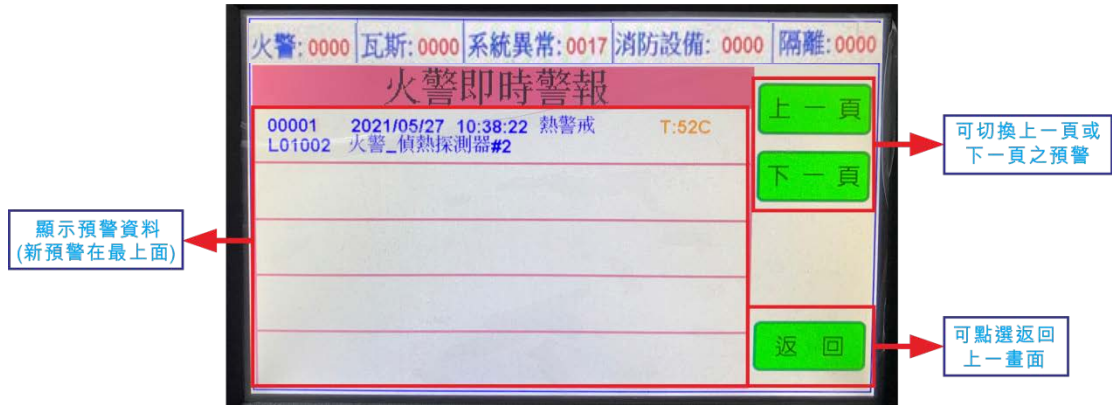 火警:0000 瓦斯:0000 系統異常:0017 消防設備: 0000 隔離:0000
火警即時警報
00001 2021/05/27 10:38:22 熱警戒 T:52C
L01002 火警_偵熱探測器#2
上一頁
下一頁
返 回
可切換上一頁或
下一頁之預警
顯示預警資料
(新預警在最上面)
可點選返回
上一畫面